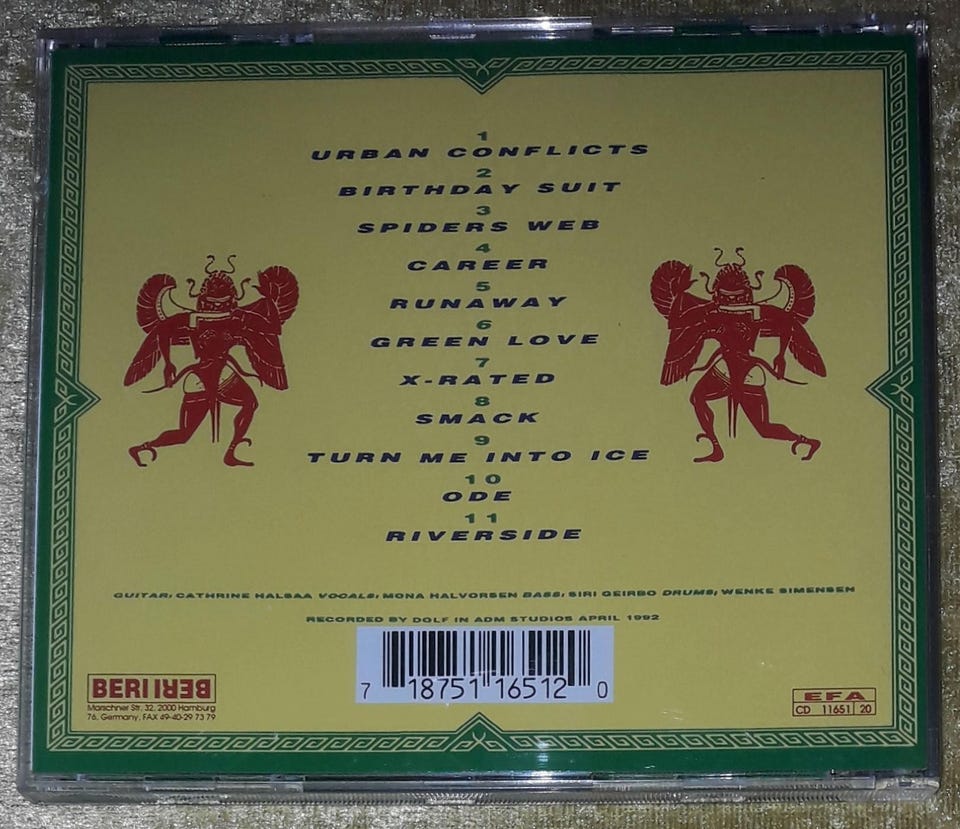 1
URBAN CONFLICTS
2
BIRTHDAY SUIT
3
SPIDERS WEB
4
CAREER
5
RUNAWAY
6
GREEN LOVE
7
X-RATED
8
SMACK
9
TURN ME INTO ICE
10
ODE
11
RIVERSIDE
GUITAR; CATHRINE HALSAA VOCALS; MONA HALVORSEN BASS; SIRI GEIRBO DRUMS; WENKE SIMENSEN
RECORDED BY DOLF IN ADM STUDIOS APRIL 1992
7 18751 16512 0
BERI BERI
Marschner Str. 32, 2000 Hamburg
76, Germany, FAX 49-40-29 73 79
EFA
CD 11651 20